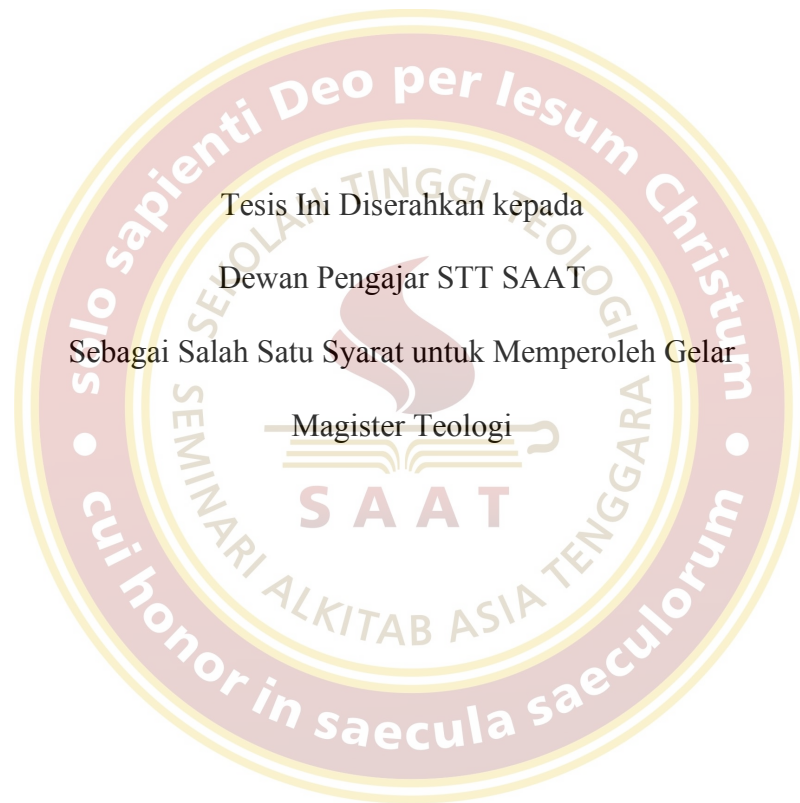 solo sapienti Deo per Iesum Christum
SEKOLAH TINGGI TEOLOGI
Tesis Ini Diserahkan kepada
Dewan Pengajar STT SAAT
Sebagai Salah Satu Syarat untuk Memperoleh Gelar
Magister Teologi
SAAT
SEMINARI ALKITAB ASIA TENGGARA
cui honor in saecula saeculorum